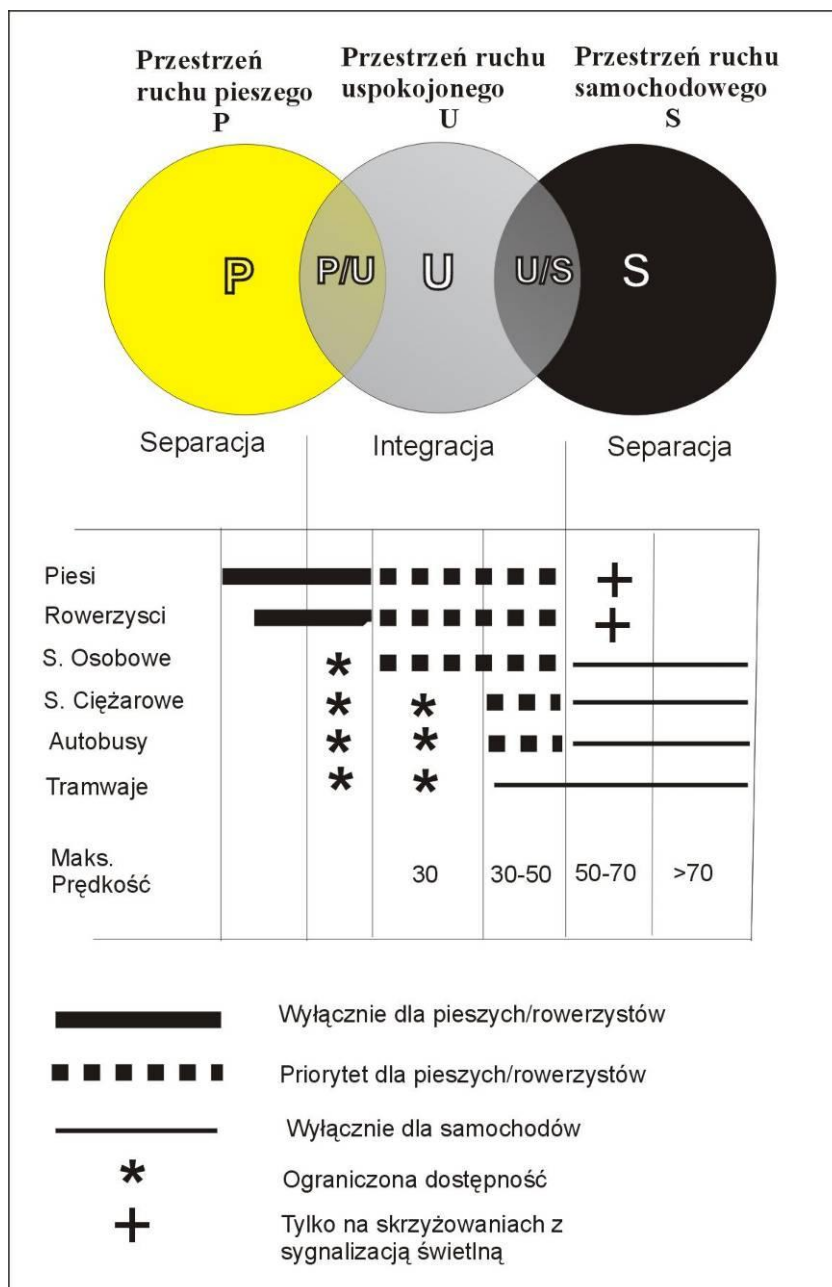 Przestrzeń
ruchu pieszego
P
Przestrzeń ruchu
uspokojonego
U
Przestrzeń ruchu
samochodowego
S
P
P/U
U
U/S
S
Separacja
Integracja
Separacja
Piesi
+
Rowerzysci
+
S. Osobowe
*
S. Ciężarowe
* *
Autobusy
* *
Tramwaje
* *
Maks.
Prędkość
30
30-50
50-70
>70
Wyłącznie dla pieszych/rowerzystów
Priorytet dla pieszych/rowerzystów
Wyłącznie dla samochodów
* Ograniczona dostępność
+ Tylko na skrzyżowaniach z
sygnalizacją świetlną